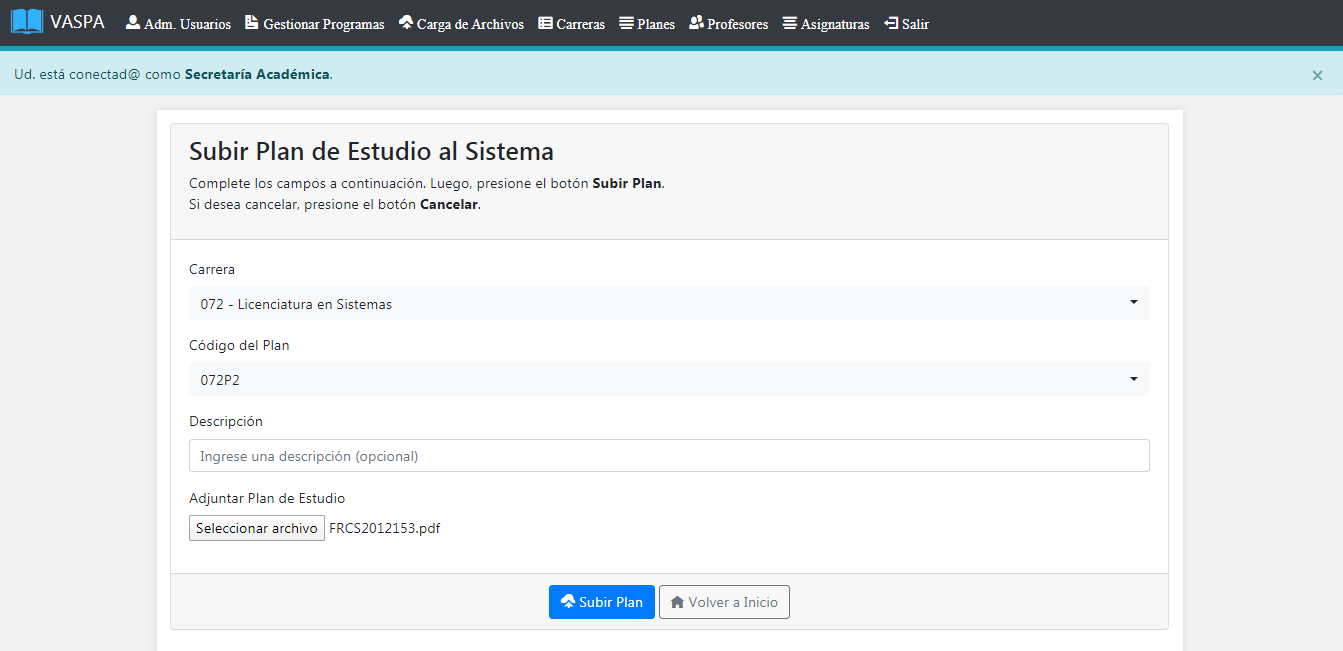 VASPA Adm. Usuarios Gestionar Programas Carga de Archivos Carreras Planes Profesores Asignaturas Salir
Ud. está conectad@ como Secretaría Académica. ×
Subir Plan de Estudio al Sistema
Complete los campos a continuación. Luego, presione el botón Subir Plan.
Si desea cancelar, presione el botón Cancelar.
Carrera
072 - Licenciatura en Sistemas
Código del Plan
072P2
Descripción
Ingrese una descripción (opcional)
Adjuntar Plan de Estudio
Seleccionar archivo FRCS2012153.pdf
Subir Plan Volver a Inicio